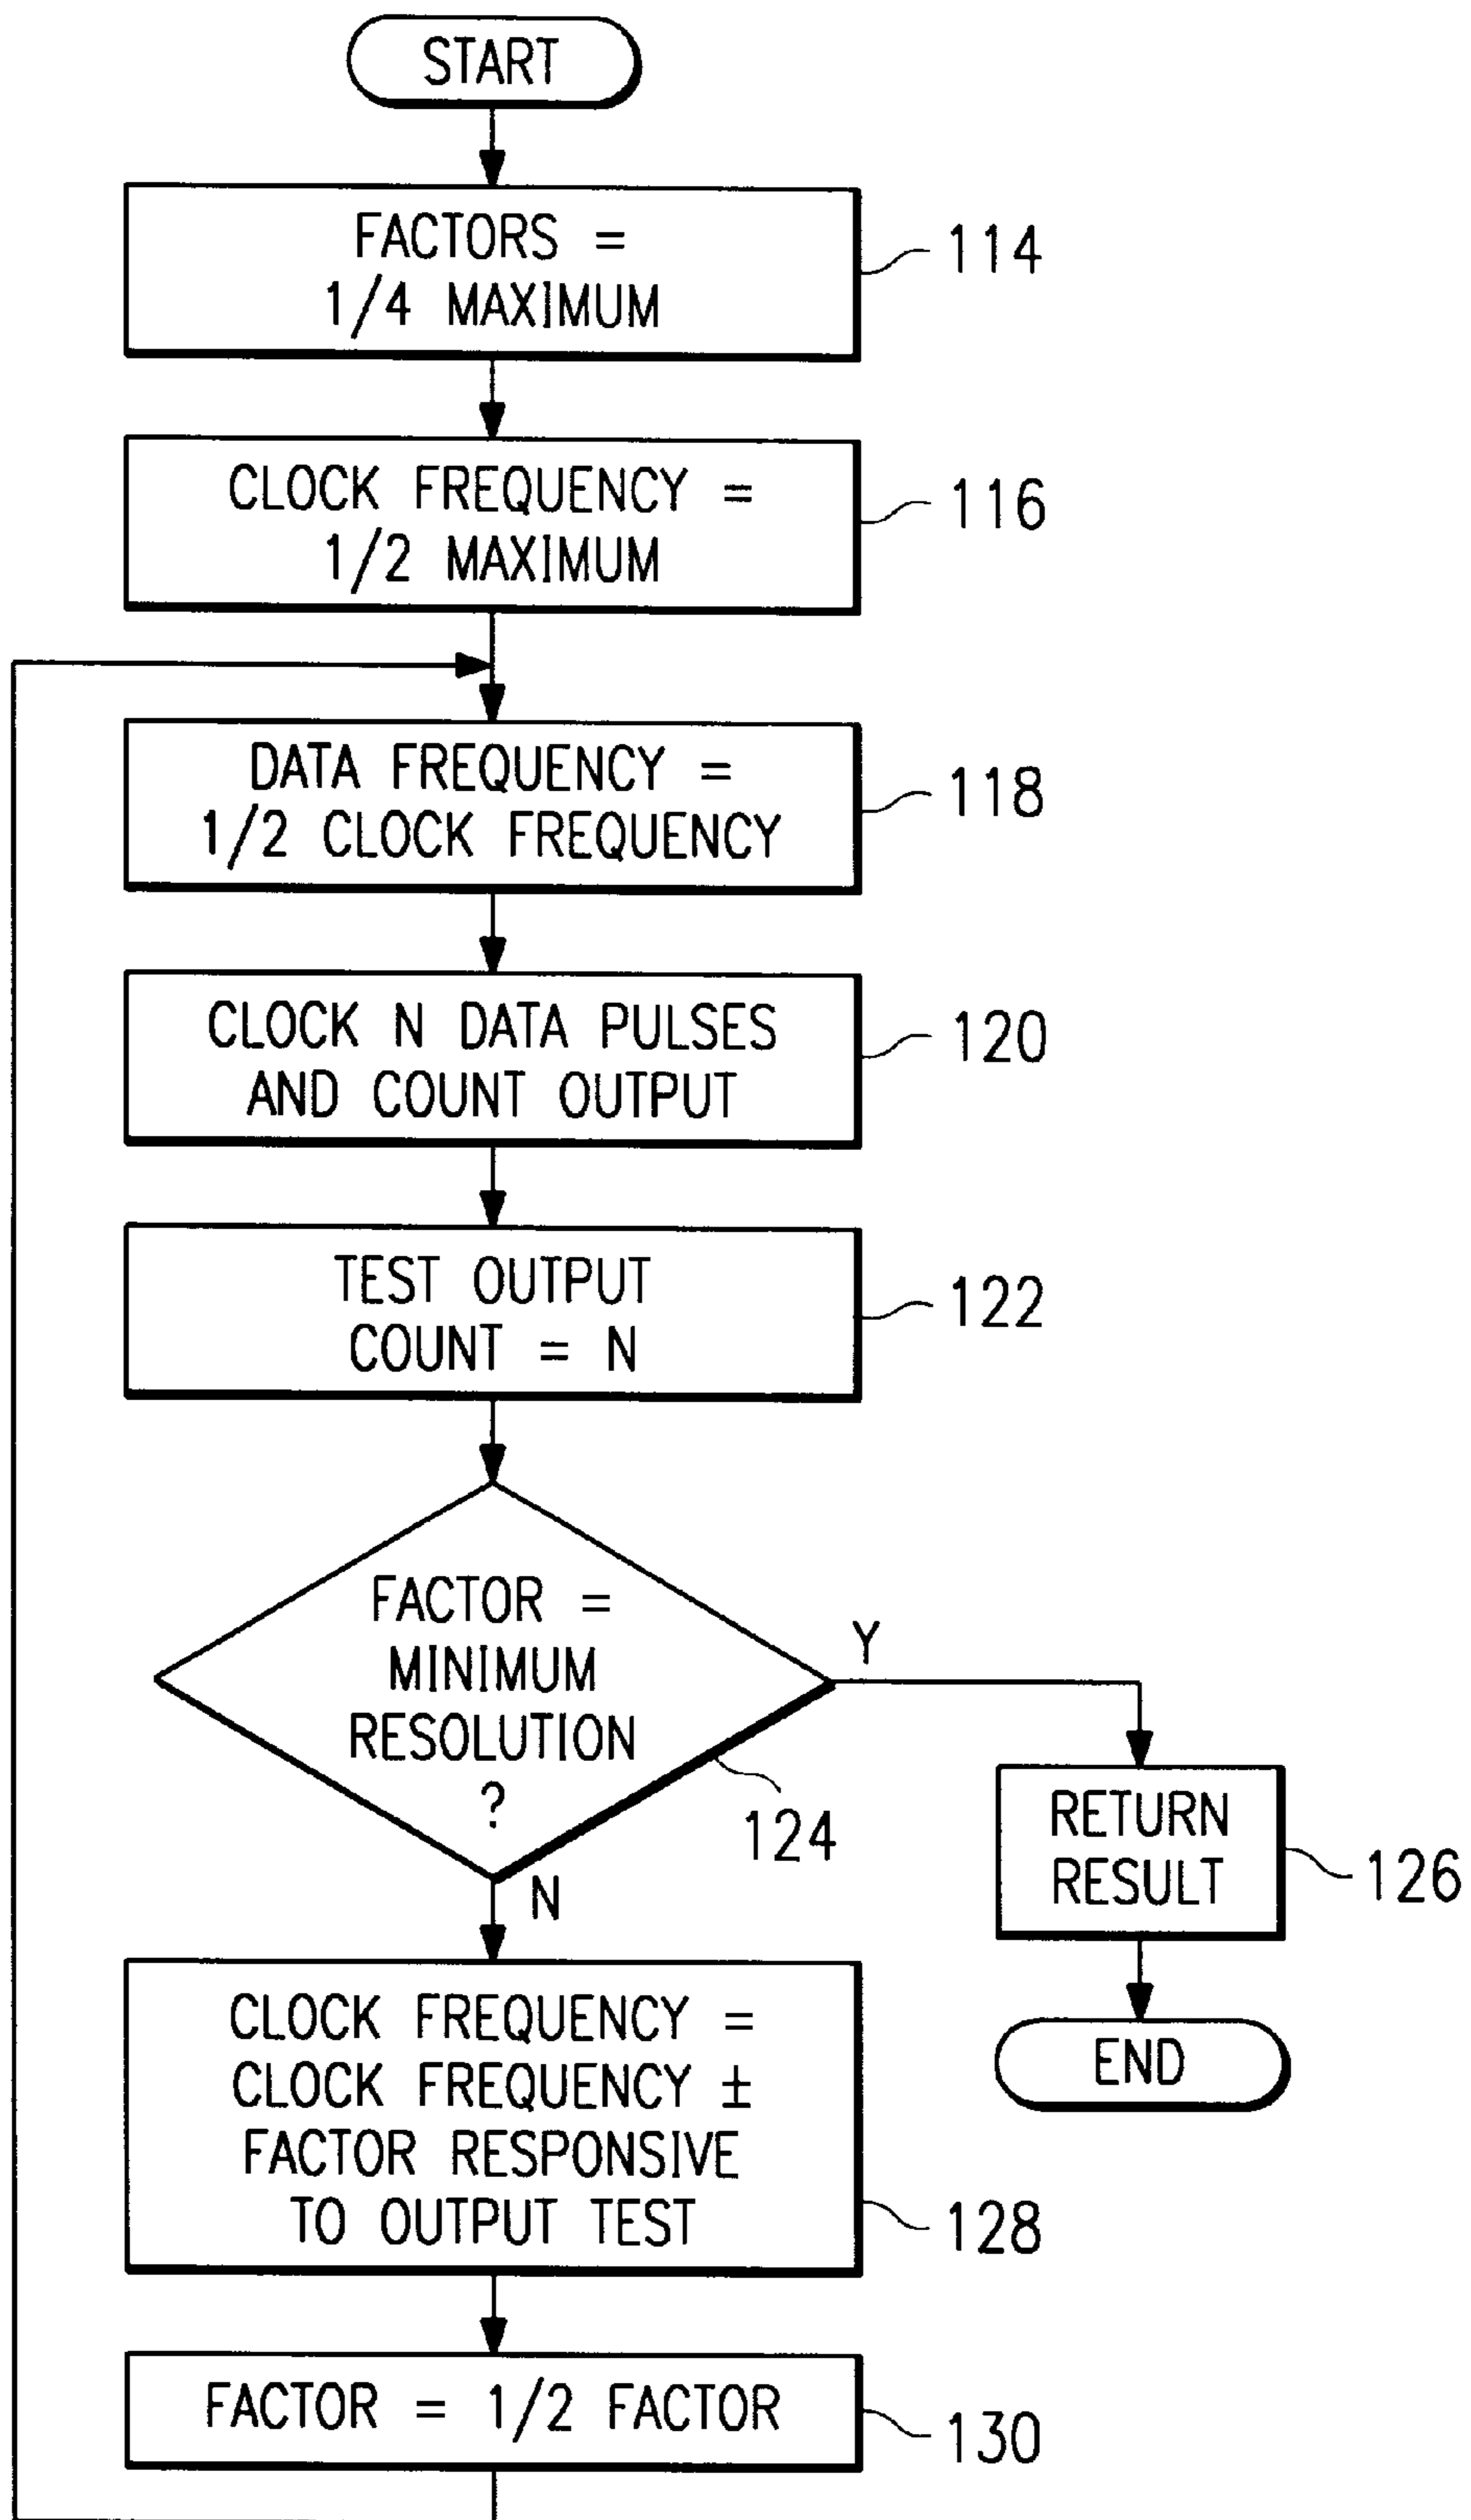 START
FACTORS =
1/4 MAXIMUM
114
CLOCK FREQUENCY =
1/2 MAXIMUM
116
DATA FREQUENCY =
1/2 CLOCK FREQUENCY
118
CLOCK N DATA PULSES
AND COUNT OUTPUT
120
TEST OUTPUT
COUNT = N
122
FACTOR =
MINIMUM
RESOLUTION
?
124
Y
N
RETURN
RESULT
126
END
CLOCK FREQUENCY =
CLOCK FREQUENCY ±
FACTOR RESPONSIVE
TO OUTPUT TEST
128
FACTOR = 1/2 FACTOR
130